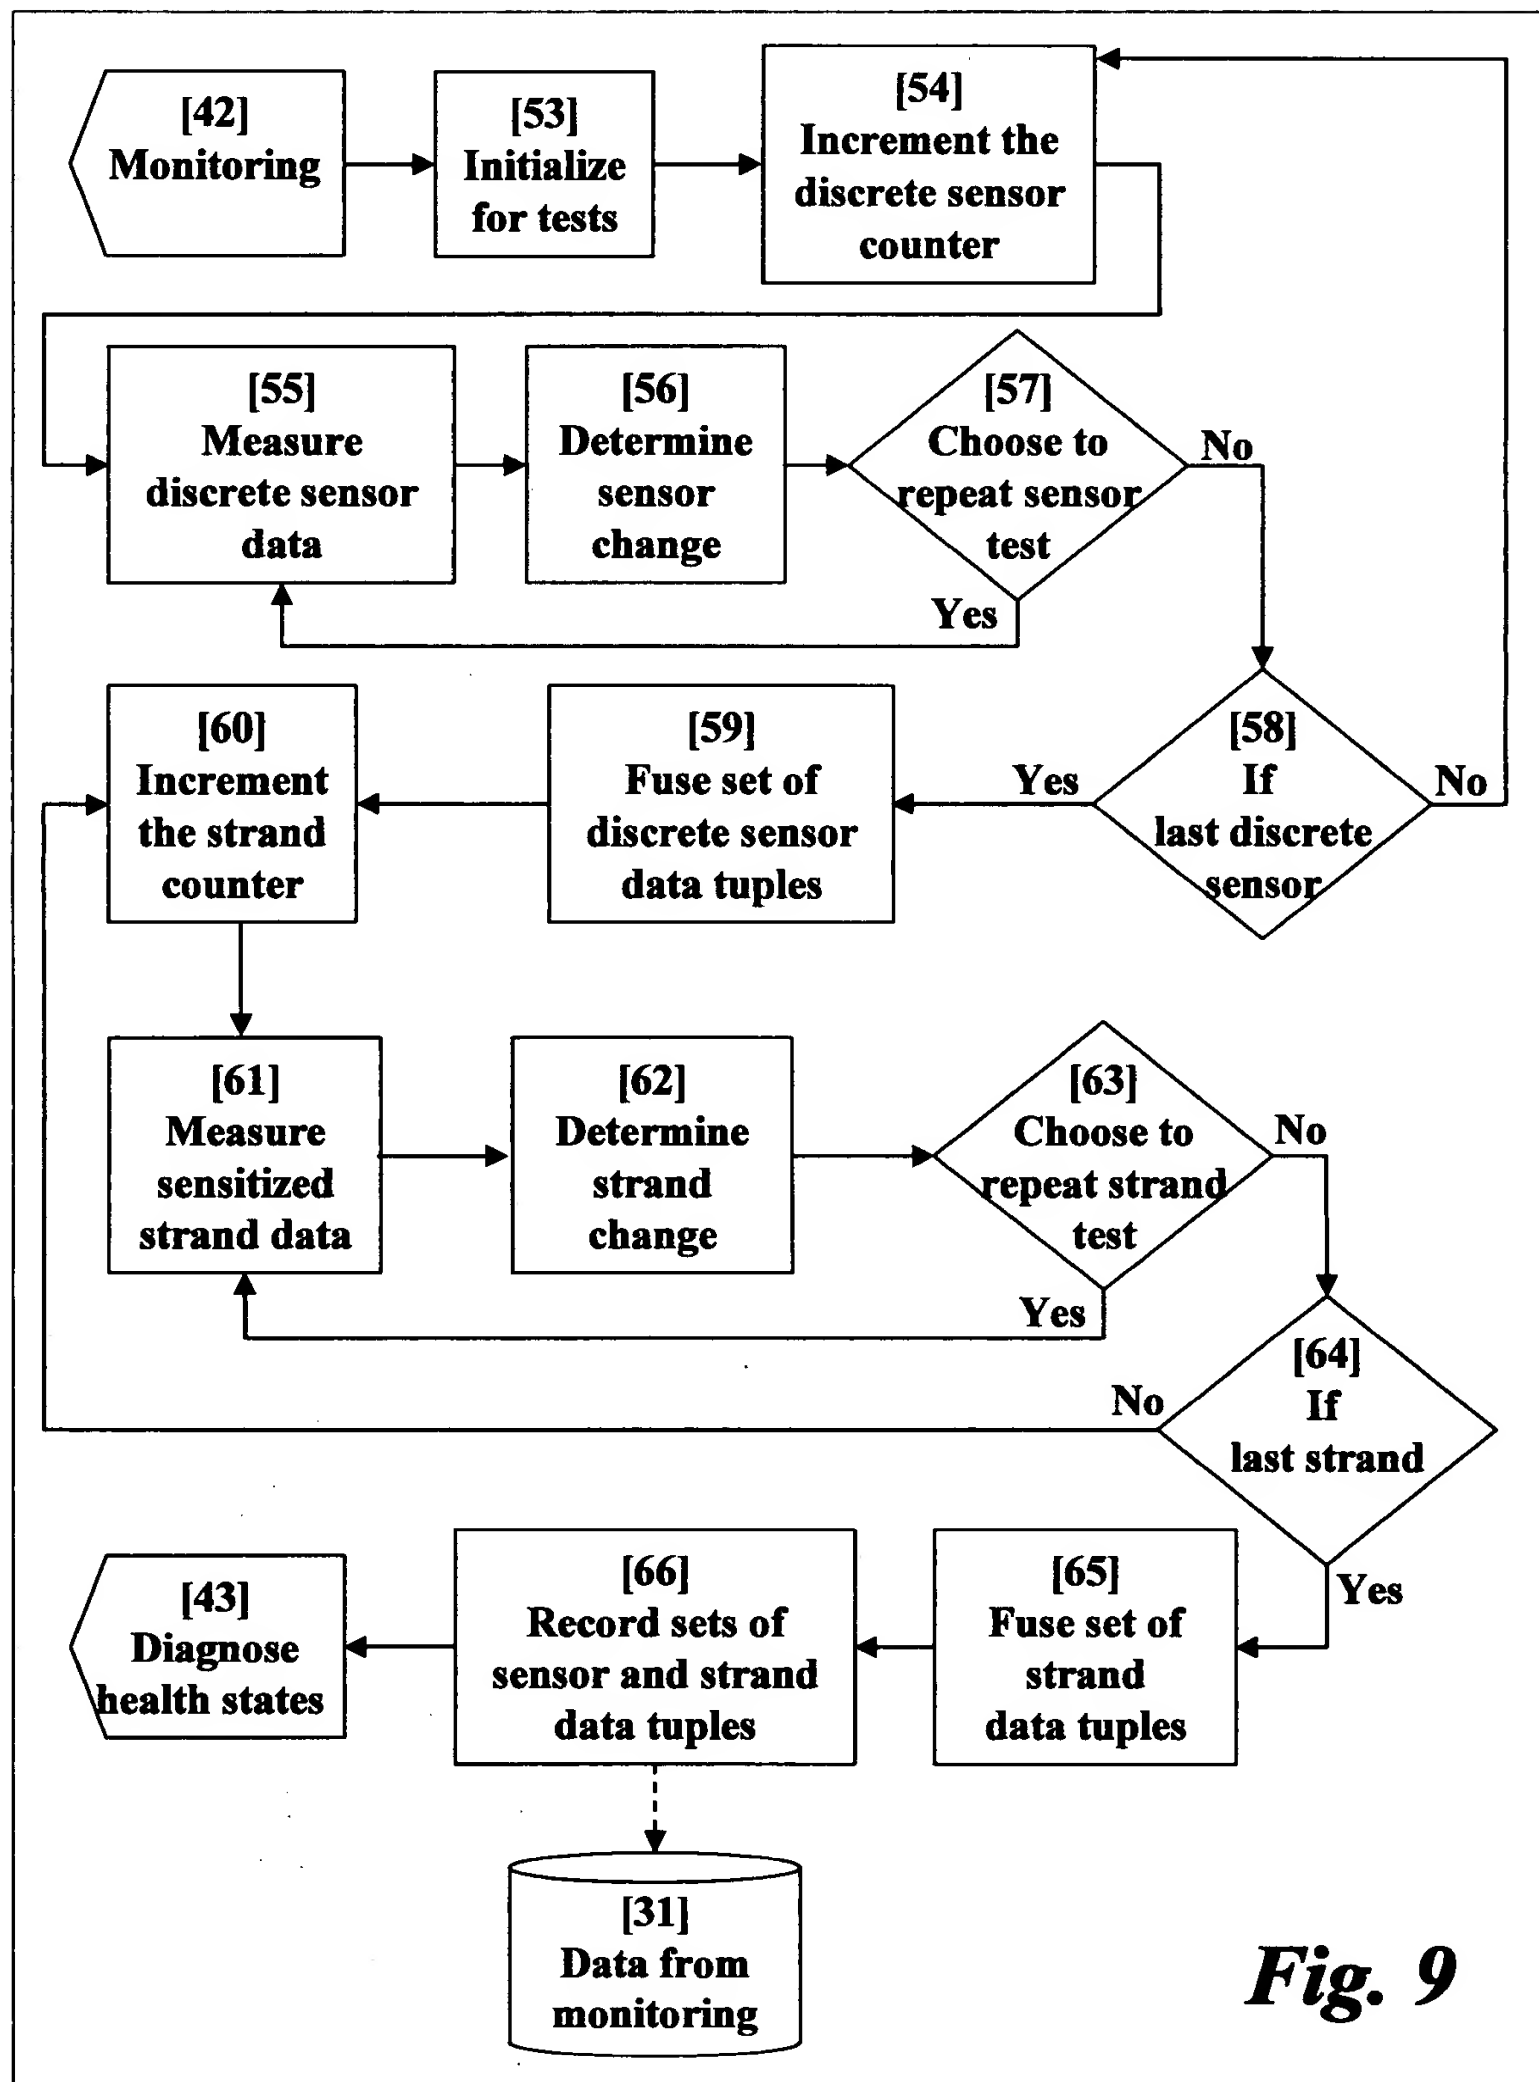 [42]
Monitoring
[53]
Initialize
for tests
[54]
Increment the
discrete sensor
counter
[55]
Measure
discrete sensor
data
[56]
Determine
sensor
change
[57]
Choose to
repeat sensor
test
No
Yes
[60]
Increment
the strand
counter
[59]
Fuse set of
discrete sensor
data tuples
Yes
[58]
If
last discrete
sensor
No
[61]
Measure
sensitized
strand data
[62]
Determine
strand
change
[63]
Choose to
repeat strand
test
No
Yes
No
[64]
If
last strand
Yes
[43]
Diagnose
health states
[66]
Record sets of
sensor and strand
data tuples
[65]
Fuse set of
strand
data tuples
[31]
Data from
monitoring
Fig. 9